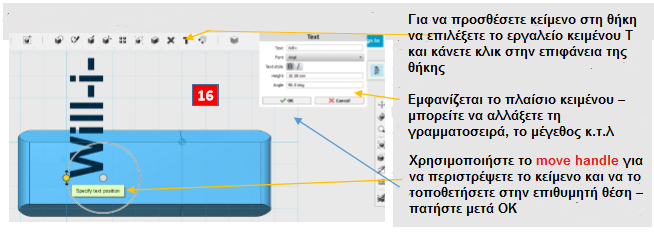 Για να προσθέσετε κείμενο στη θήκη
να επιλέξετε το εργαλείο κειμένου Τ
και κάνετε κλικ στην επιφάνεια της
θήκης
Εμφανίζεται το πλαίσιο κειμένου –
μπορείτε να αλλάξετε τη
γραμματοσειρά, το μέγεθος κ.τ.λ
Χρησιμοποιήστε το move handle για
να περιστρέψετε το κείμενο και να το
τοποθετήσετε στην επιθυμητή θέση –
πατήστε μετά ΟΚ
Text
Text
Font
Text style B I
Height
Angle
OK Cancel
16
Will-i-
Specify text position